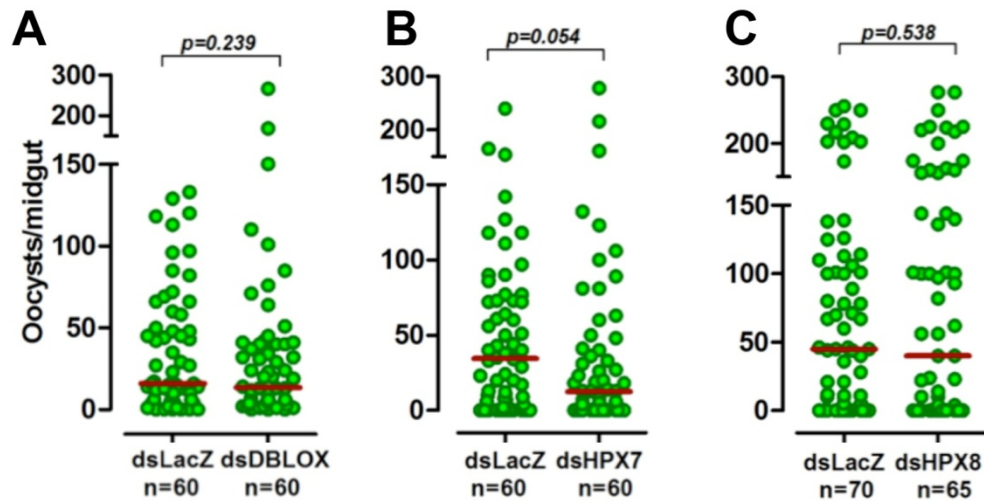 A
p=0.239
Oocysts/midgut
300
200
150
100
50
0
dsLacZ dsDBLOX
n=60 n=60
B
p=0.054
300
200
150
100
50
0
dsLacZ dsHPX7
n=60 n=60
C
p=0.538
300
200
150
100
50
0
dsLacZ dsHPX8
n=70 n=65